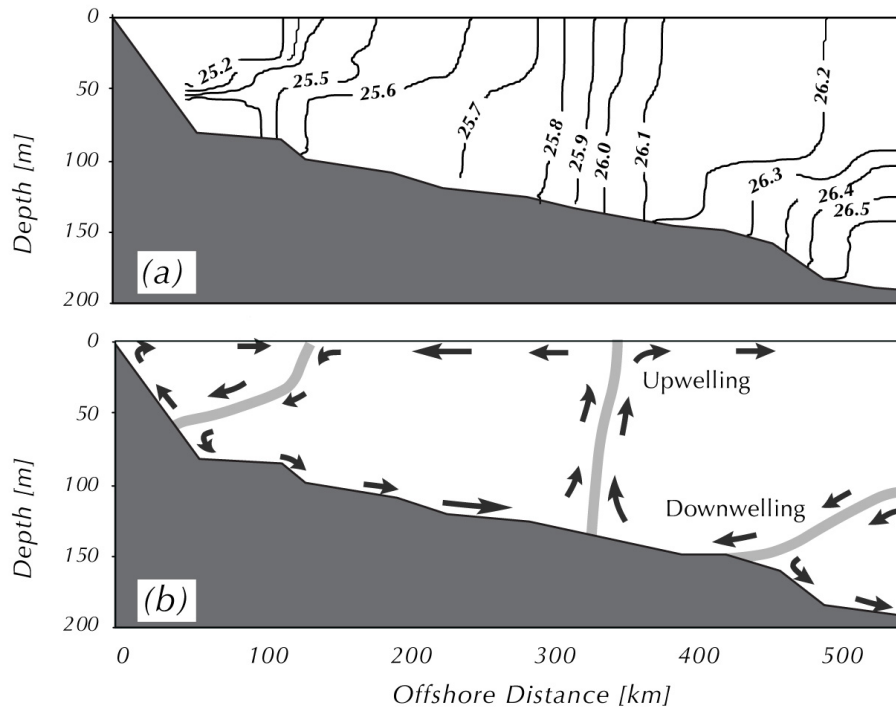 0
50
100
150
200
Depth [m]
25.2
25.5
25.6
25.7
25.8
25.9
26.0
26.1
26.2
26.3
26.4
26.5
(a)
0
50
100
150
200
Depth [m]
Upwelling
Downwelling
(b)
0 100 200 300 400 500
Offshore Distance [km]